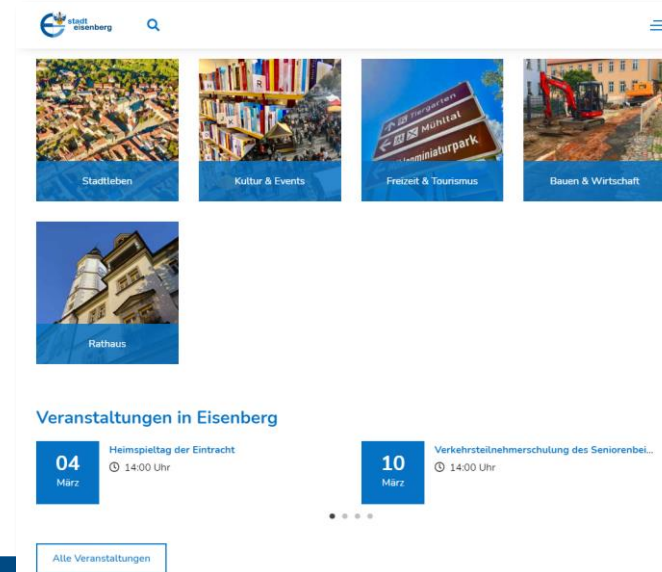 stadt
eisenberg
Tiergarten
Mühltal
miniaturpark
Stadtleben
Kultur & Events
Freizeit & Tourismus
Bauen & Wirtschaft
Rathaus
Veranstaltungen in Eisenberg
04
März
Heimspieltag der Eintracht
14:00 Uhr
10
März
Verkehrsteilnehmerschulung des Seniorenbei...
14:00 Uhr
Alle Veranstaltungen